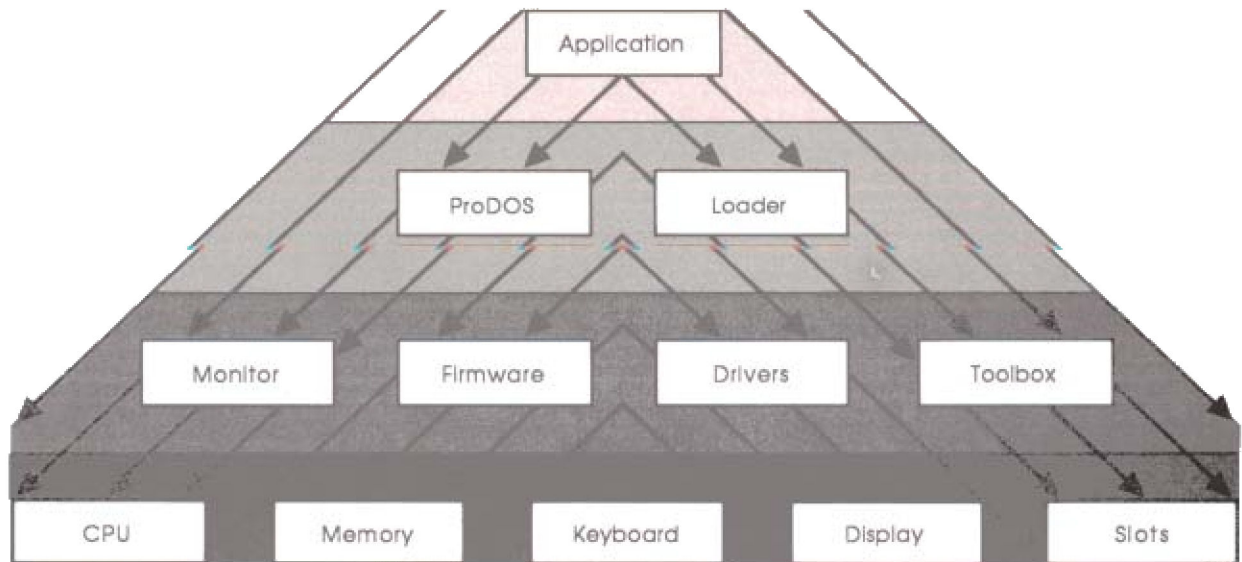 Application
ProDOS Loader
Monitor Firmware Drivers Toolbox
CPU Memory Keyboard Display Slots